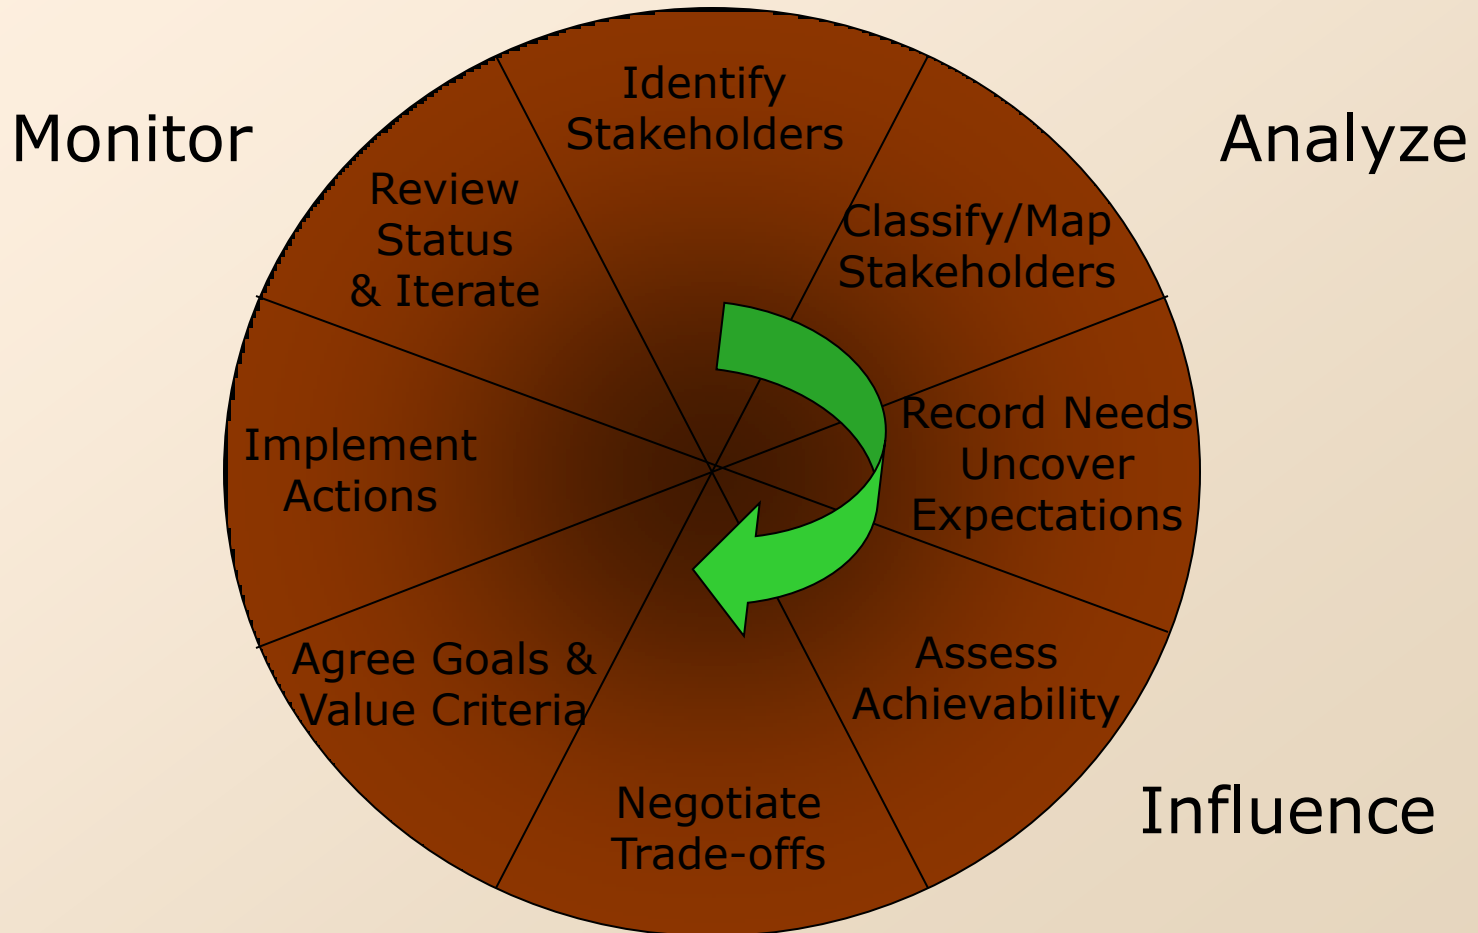 Monitor
Analyze
Identify
Stakeholders
Classify/Map
Stakeholders
Record Needs
Uncover
Expectations
Assess
Achievability
Influence
Negotiate
Trade-offs
Agree Goals &
Value Criteria
Implement
Actions
Review
Status
& Iterate